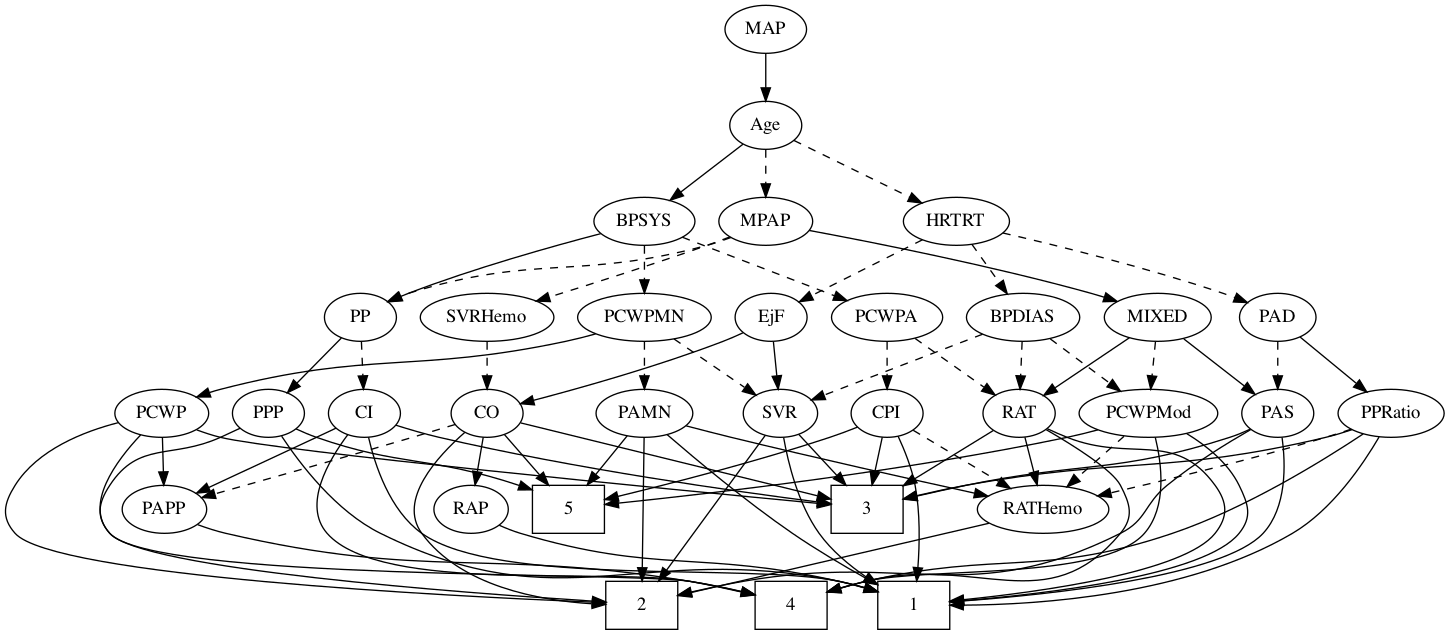 MAP
Age
BPSYS MPAP HRTRT
PP SVRHemo PCWPMN EjF PCWPA BPDIAS MIXED PAD
PCWP PPP CI CO PAMN SVR CPI RAT PCWPMod PAS PPRatio
PAPP RAP 5 3 RATHemo
2 4 1